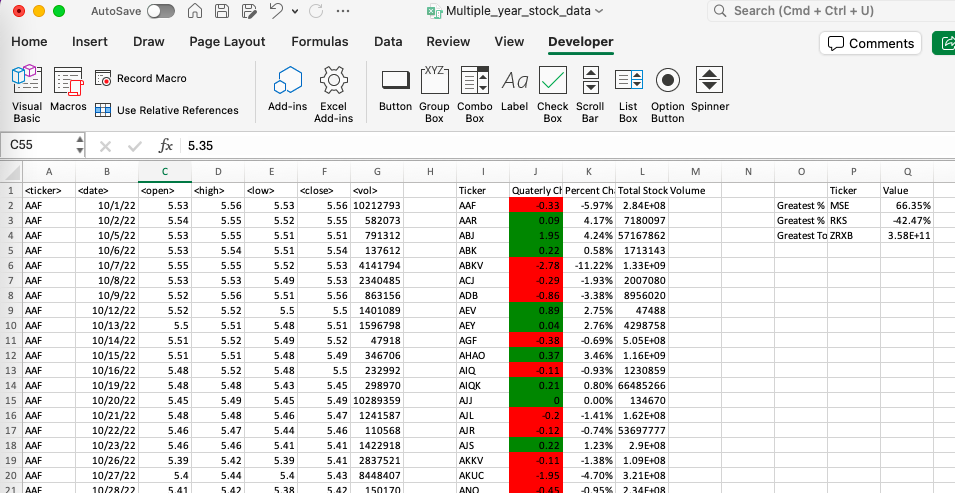 AutoSave Multiple_year_stock_data Search (Cmd + Ctrl + U)
Home Insert Draw Page Layout Formulas Data Review View Developer Comments
Visual Basic Macros Record Macro Use Relative References Add-ins Excel Add-ins XYZ Button Group Box Combo Box Aa Label Check Box Scroll Bar List Box Option Button Spinner
C55 fx 5.35
A B C D E F G H I J K L M N O P Q
1 <ticker> <date> <open> <high> <low> <close> <vol> Ticker Quaterly Ch Percent Ch Total Stock Volume Ticker Value
2 AAF 10/1/22 5.53 5.56 5.53 5.56 10212793 AAF -0.33 -5.97% 2.84E+08 Greatest % MSE 66.35%
3 AAF 10/2/22 5.54 5.55 5.52 5.55 582073 AAR 0.09 4.17% 7180097 Greatest % RKS -42.47%
4 AAF 10/5/22 5.53 5.55 5.51 5.51 791312 ABJ 1.95 4.24% 57167862 Greatest To ZRXB 3.58E+11
5 AAF 10/6/22 5.53 5.54 5.51 5.54 137612 ABK 0.22 0.58% 1713143
6 AAF 10/7/22 5.55 5.55 5.52 5.53 4141794 ABKV -2.78 -11.22% 1.33E+09
7 AAF 10/8/22 5.53 5.53 5.49 5.53 2340485 ACJ -0.29 -1.93% 2007080
8 AAF 10/9/22 5.52 5.56 5.51 5.56 863156 ADB -0.86 -3.38% 8956020
9 AAF 10/12/22 5.52 5.52 5.5 5.5 1401089 AEV 0.89 2.75% 47488
10 AAF 10/13/22 5.5 5.51 5.48 5.51 1596798 AEY 0.04 2.76% 4298758
11 AAF 10/14/22 5.51 5.52 5.49 5.52 47918 AGF -0.38 -0.69% 5.05E+08
12 AAF 10/15/22 5.51 5.51 5.48 5.49 346706 AHAO 0.37 3.46% 1.16E+09
13 AAF 10/16/22 5.48 5.52 5.48 5.5 232992 AIQ -0.11 -0.93% 1230859
14 AAF 10/19/22 5.48 5.48 5.43 5.45 298970 AIQK 0.21 0.80% 66485266
15 AAF 10/20/22 5.45 5.49 5.45 5.49 10289359 AJJ 0 0.00% 134670
16 AAF 10/21/22 5.48 5.48 5.46 5.47 1241587 AJL -0.2 -1.41% 1.62E+08
17 AAF 10/22/22 5.46 5.47 5.44 5.46 110568 AJR -0.12 -0.74% 53697777
18 AAF 10/23/22 5.46 5.46 5.41 5.41 1422918 AJS 0.22 1.23% 2.9E+08
19 AAF 10/26/22 5.39 5.42 5.39 5.41 2837521 AKKV -0.11 -1.38% 1.09E+08
20 AAF 10/27/22 5.4 5.44 5.4 5.43 8448407 AKUC -1.95 -4.70% 3.21E+08
21 AAF 10/28/22 5.41 5.42 5.38 5.42 150170 ANO -0.45 -0.95% 2.34E+08